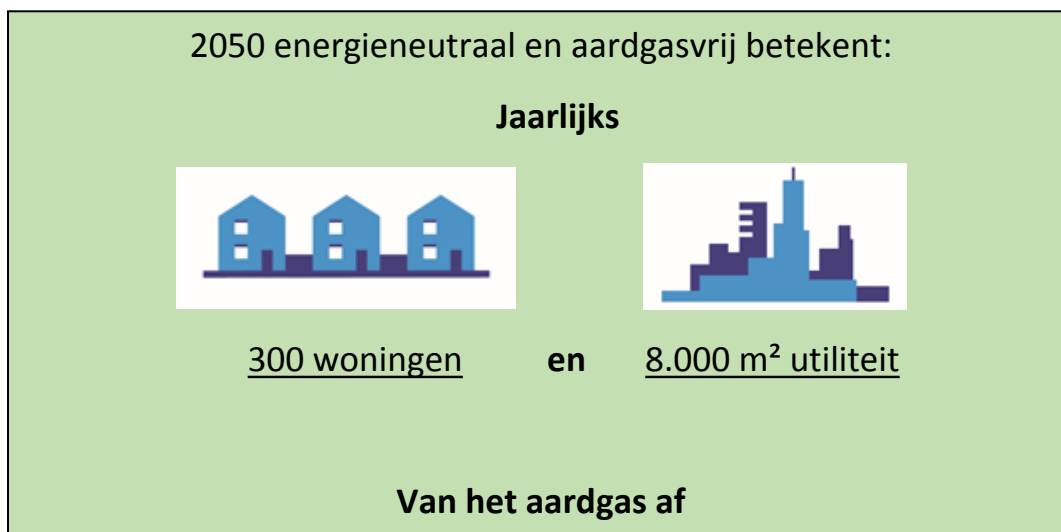 2050 energieneutraal en aardgasvrij betekent:
Jaarlijks
300 woningen en 8.000 m² utiliteit
Van het aardgas af